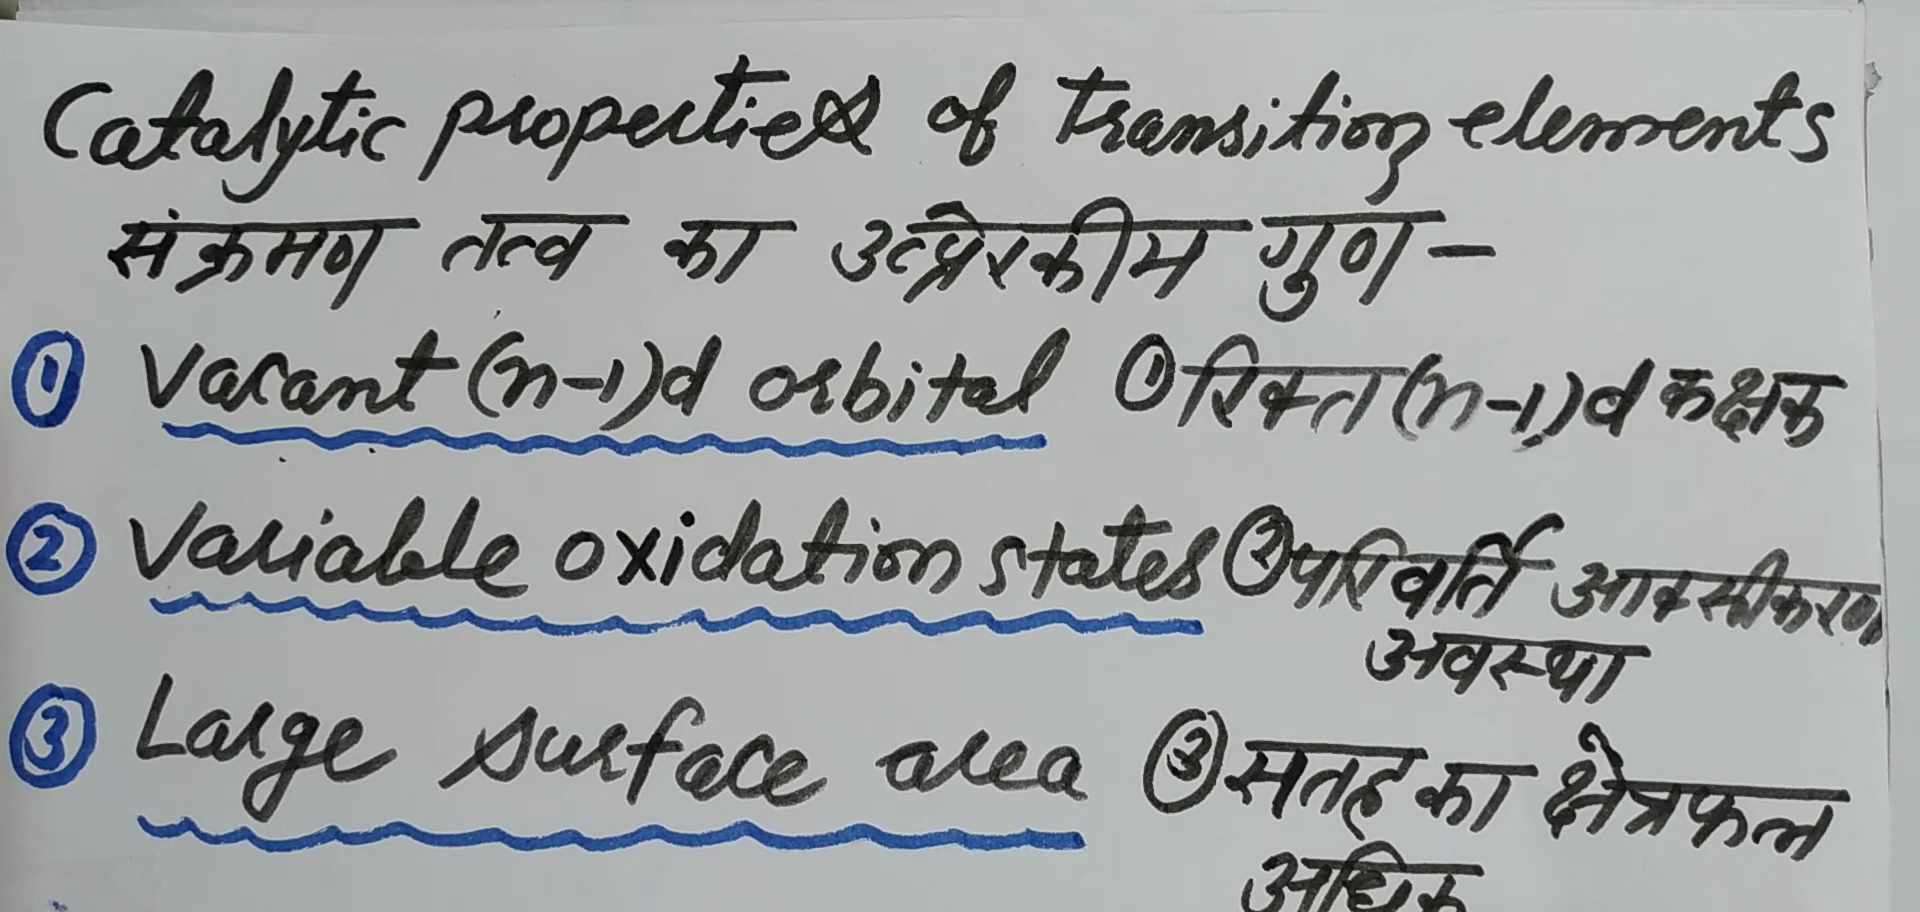 Catalytic properties of transition elements
संक्रमण तत्व का उत्प्रेरकीय गुण -
① Vacant (n-1)d orbital ① रिक्त (n-1)d कक्षक
② Variable oxidation states ② परिवर्ति आक्सीकरण
अवस्था
③ Large surface area ③ सतह का क्षेत्रफल
अधिक